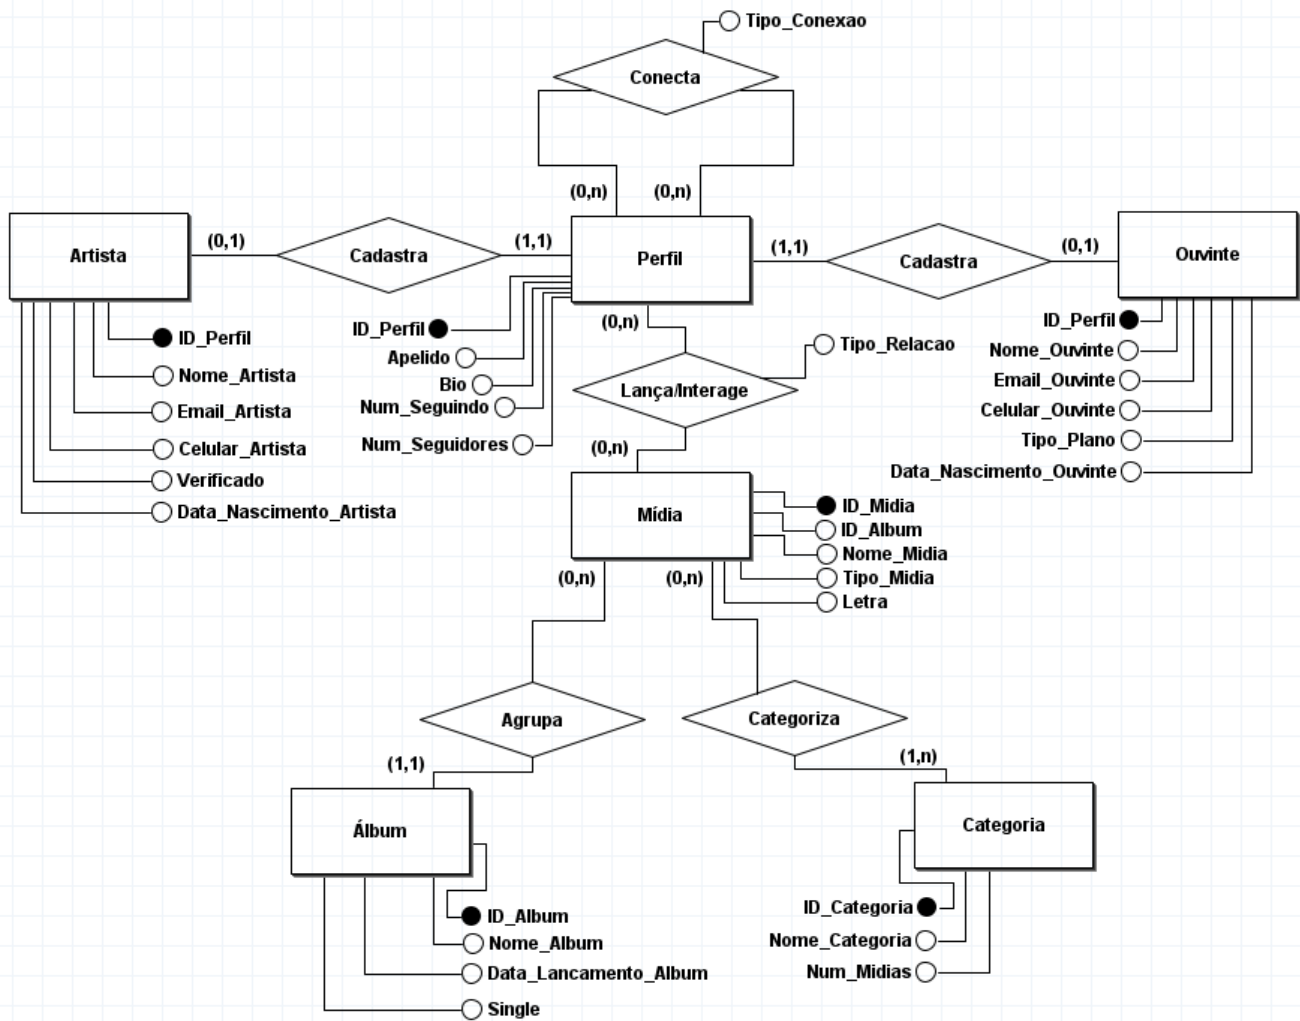 Tipo_Conexao
Conecta
(0,n)
(0,n)
Artista
(0,1)
Cadastra
(1,1)
Perfil
(1,1)
Cadastra
(0,1)
Ouvinte
ID_Perfil
Nome_Artista
Email_Artista
Celular_Artista
Verificado
Data_Nascimento_Artista
ID_Perfil
Apelido
Bio
Num_Seguindo
Num_Seguidores
(0,n)
Tipo_Relacao
Lança/Interage
(0,n)
ID_Perfil
Nome_Ouvinte
Email_Ouvinte
Celular_Ouvinte
Tipo_Plano
Data_Nascimento_Ouvinte
Mídia
ID_Midia
ID_Album
Nome_Midia
Tipo_Midia
Letra
(0,n)
(0,n)
Agrupa
Categoriza
(1,1)
(1,n)
Álbum
Categoria
ID_Album
Nome_Album
Data_Lancamento_Album
Single
ID_Categoria
Nome_Categoria
Num_Midias